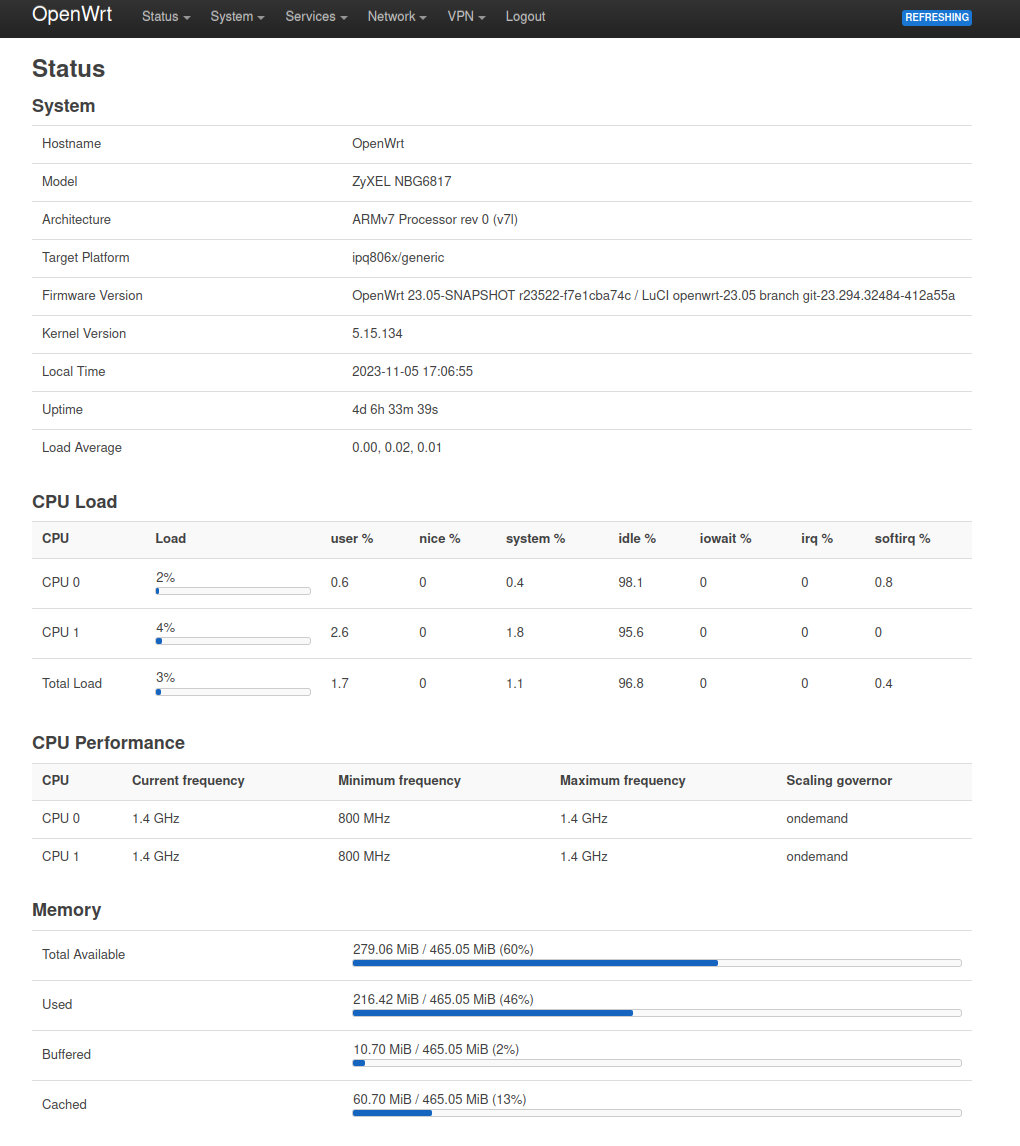 OpenWrt Status System Services Network VPN Logout REFRESHING
Status
System
Hostname OpenWrt
Model ZyXEL NBG6817
Architecture ARMv7 Processor rev 0 (v7l)
Target Platform ipq806x/generic
Firmware Version OpenWrt 23.05-SNAPSHOT r23522-f7e1cba74c / LuCI openwrt-23.05 branch git-23.294.32484-412a55a
Kernel Version 5.15.134
Local Time 2023-11-05 17:06:55
Uptime 4d 6h 33m 39s
Load Average 0.00, 0.02, 0.01
CPU Load
CPU Load user % nice % system % idle % iowait % irq % softirq %
CPU 0 2% 0.6 0 0.4 98.1 0 0 0.8
CPU 1 4% 2.6 0 1.8 95.6 0 0 0
Total Load 3% 1.7 0 1.1 96.8 0 0 0.4
CPU Performance
CPU Current frequency Minimum frequency Maximum frequency Scaling governor
CPU 0 1.4 GHz 800 MHz 1.4 GHz ondemand
CPU 1 1.4 GHz 800 MHz 1.4 GHz ondemand
Memory
Total Available 279.06 MiB / 465.05 MiB (60%)
Used 216.42 MiB / 465.05 MiB (46%)
Buffered 10.70 MiB / 465.05 MiB (2%)
Cached 60.70 MiB / 465.05 MiB (13%)